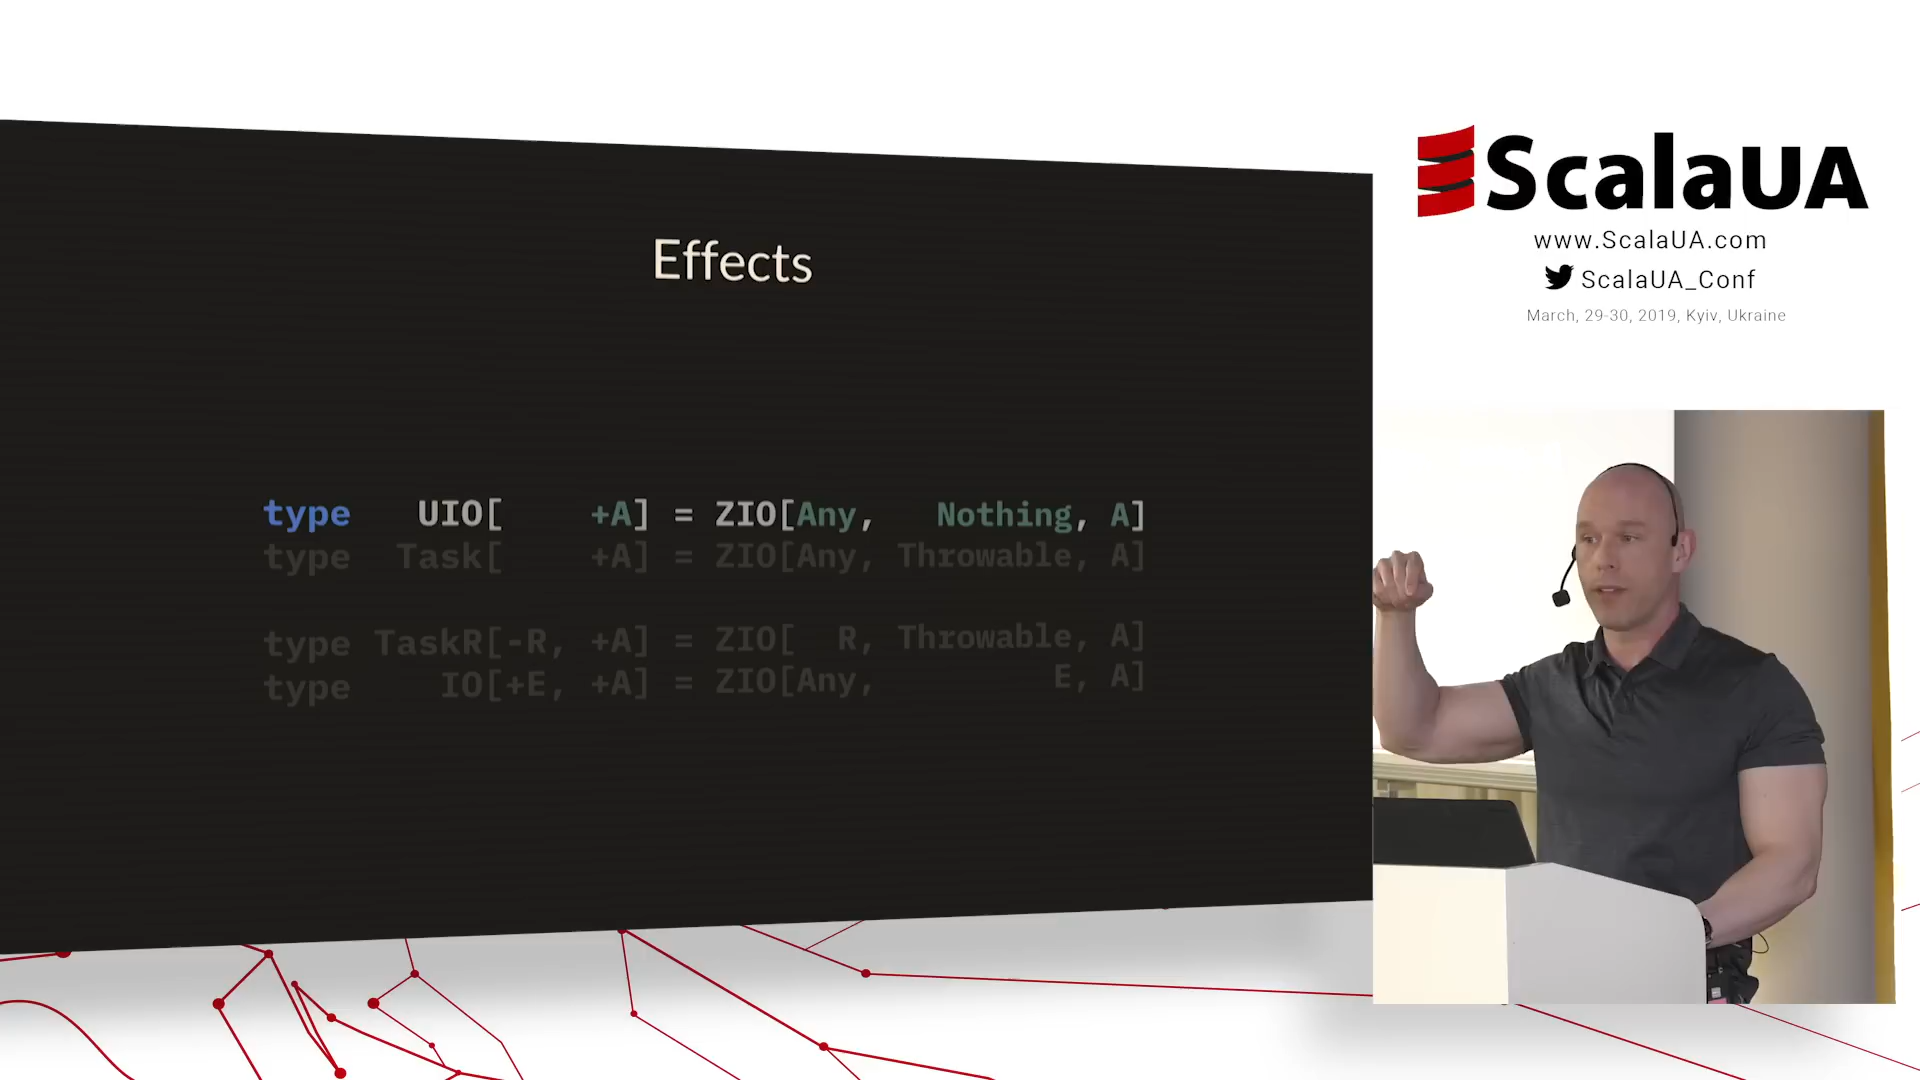 Effects
type UIO[ +A] = ZIO[Any, Nothing, A]
type Task[ +A] = ZIO[Any, Throwable, A]
type TaskR[-R, +A] = ZIO[ R, Throwable, A]
type IO[+E, +A] = ZIO[Any, E, A]
ScalaUA
www.ScalaUA.com
ScalaUA_Conf
March, 29-30, 2019, Kyiv, Ukraine